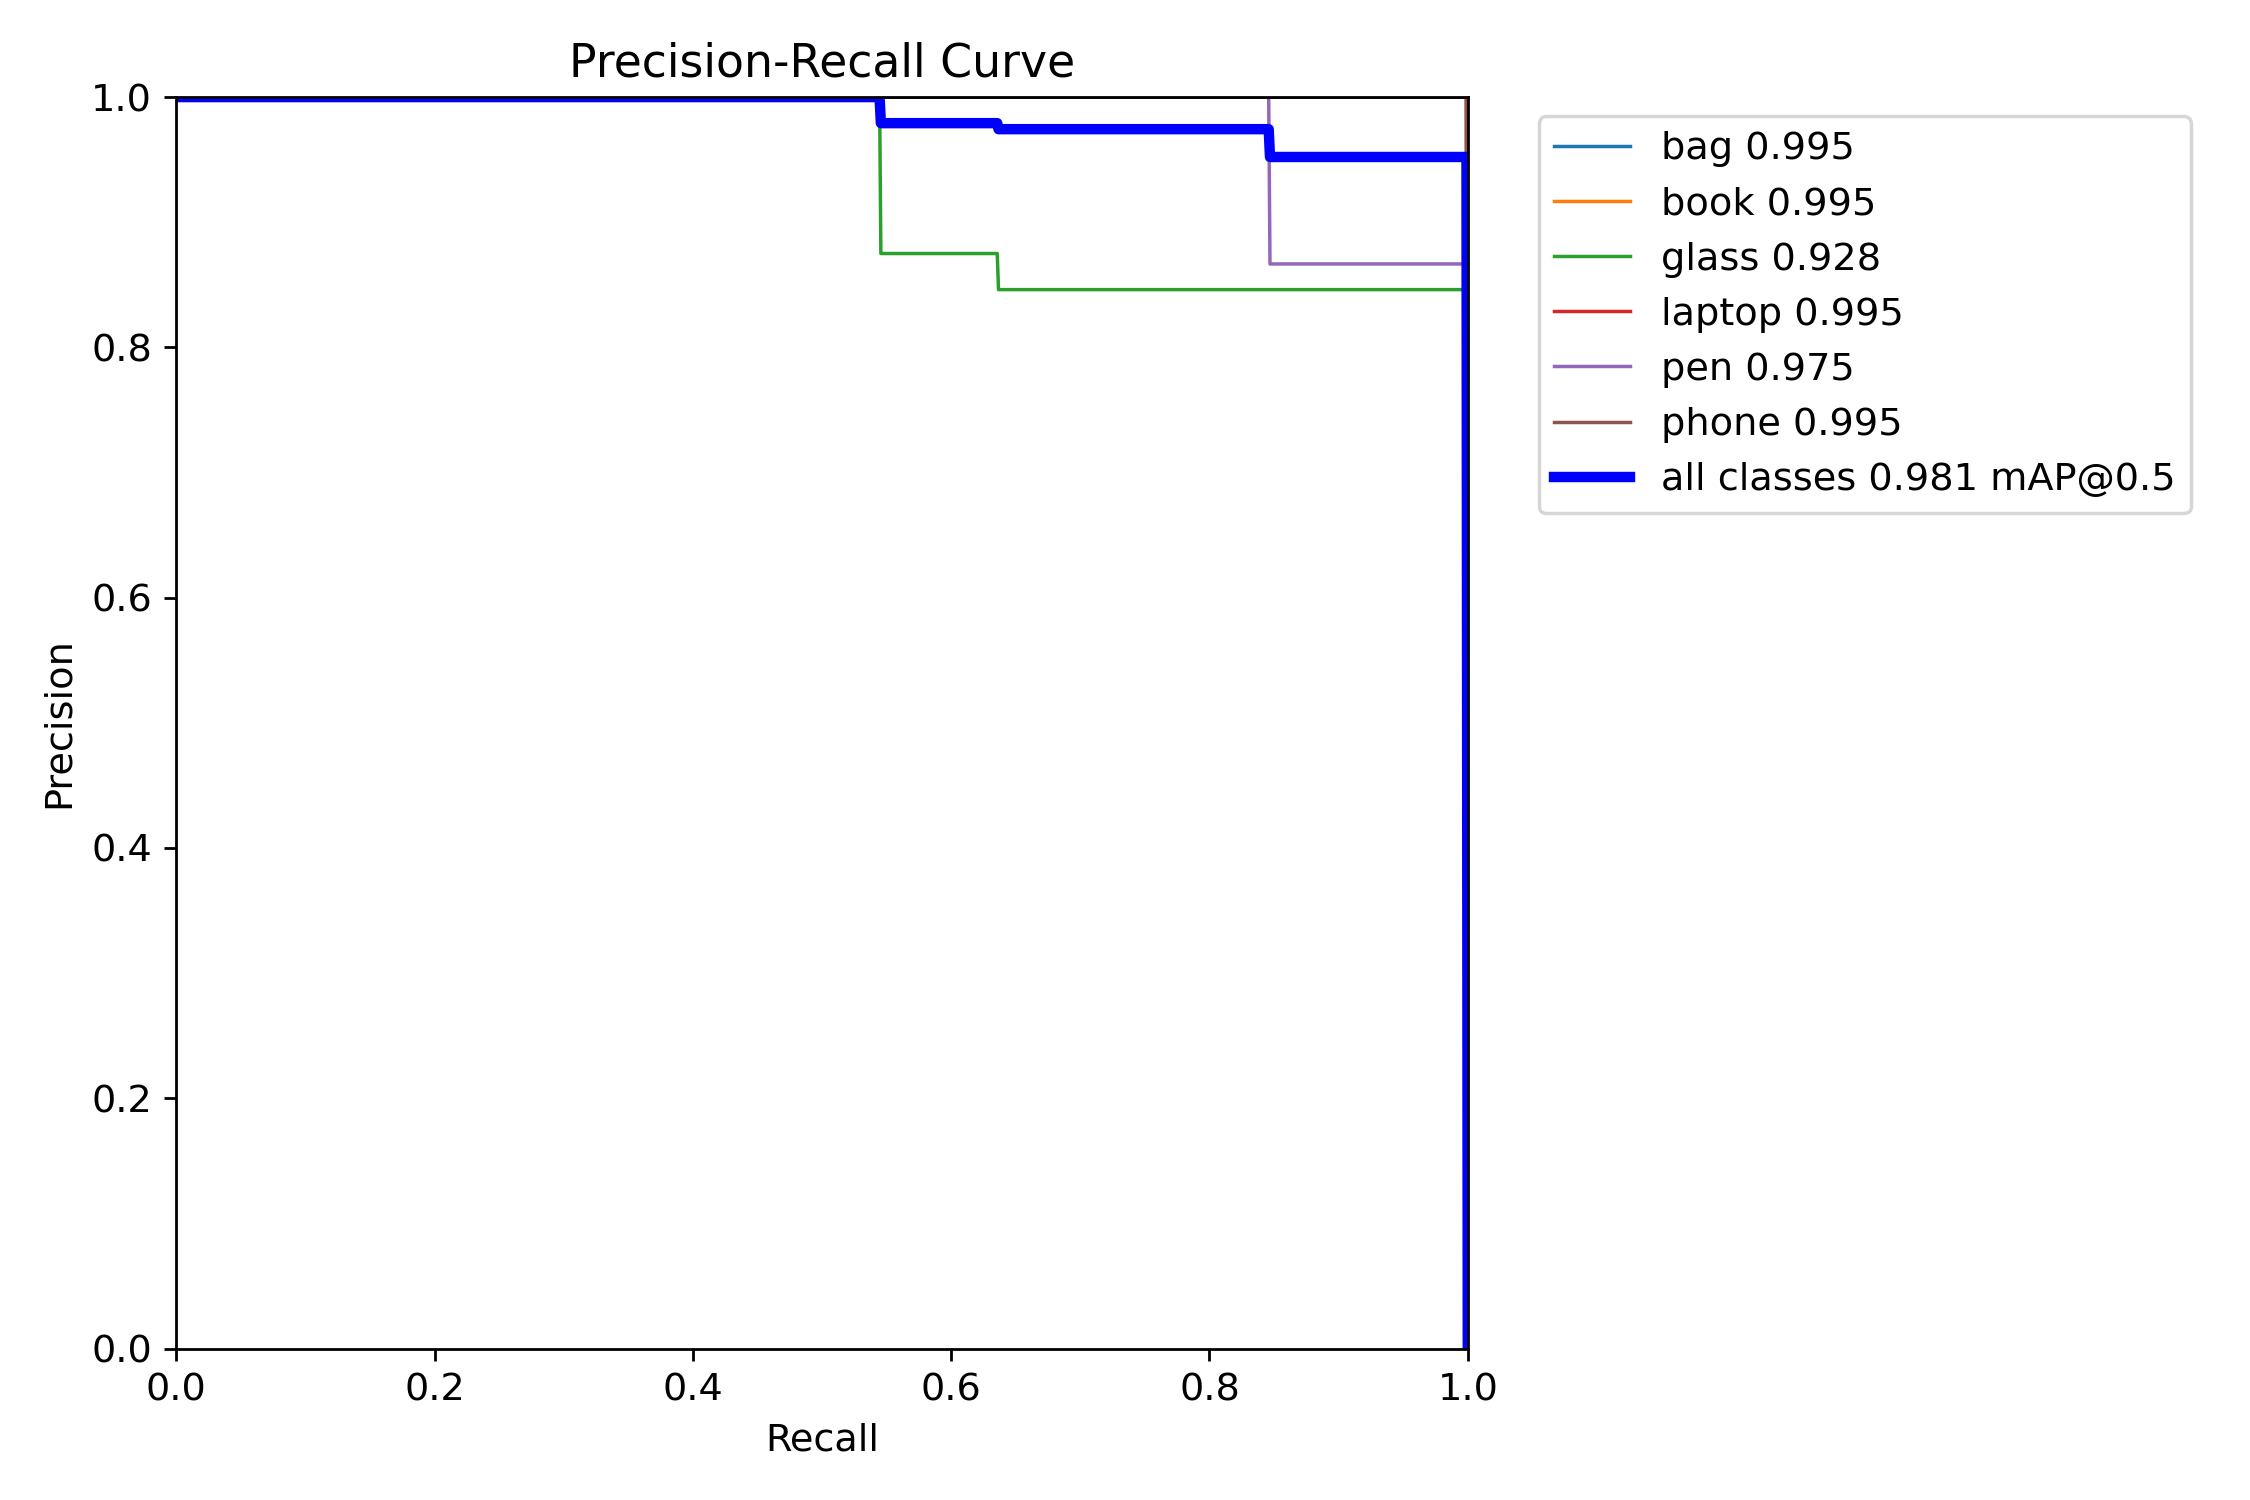 Precision-Recall Curve
1.0
0.8
0.6
0.4
0.2
0.0
Precision
0.0 0.2 0.4 0.6 0.8 1.0
Recall
bag 0.995
book 0.995
glass 0.928
laptop 0.995
pen 0.975
phone 0.995
all classes 0.981 mAP@0.5